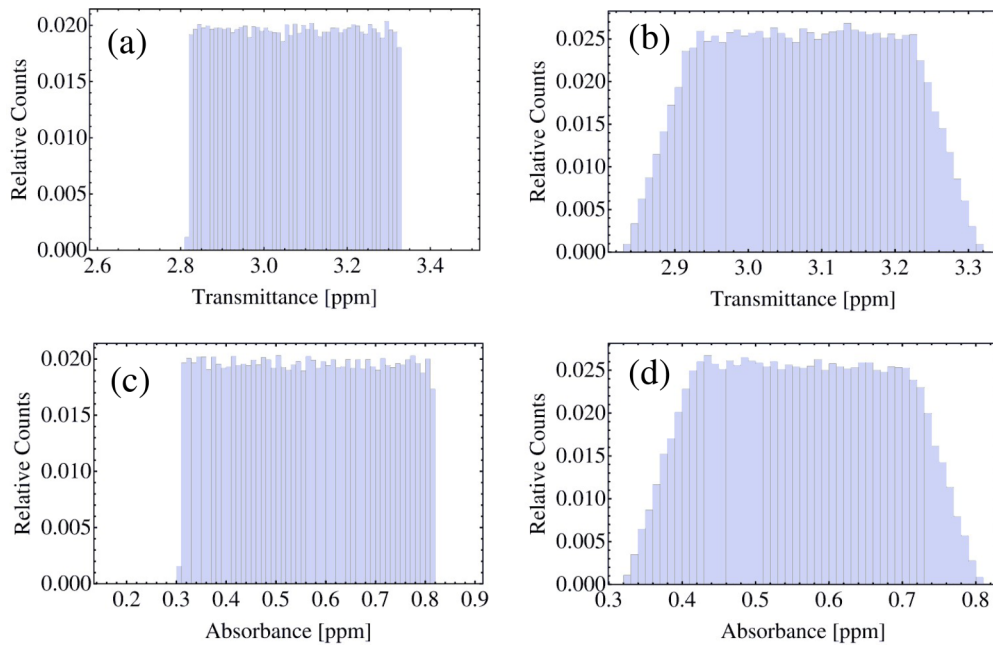 (a)
Relative Counts
0.020
0.015
0.010
0.005
0.000
2.6 2.8 3.0 3.2 3.4
Transmittance [ppm]
(b)
Relative Counts
0.025
0.020
0.015
0.010
0.005
0.000
2.9 3.0 3.1 3.2 3.3
Transmittance [ppm]
(c)
Relative Counts
0.020
0.015
0.010
0.005
0.000
0.2 0.3 0.4 0.5 0.6 0.7 0.8 0.9
Absorbance [ppm]
(d)
Relative Counts
0.025
0.020
0.015
0.010
0.005
0.000
0.3 0.4 0.5 0.6 0.7 0.8
Absorbance [ppm]